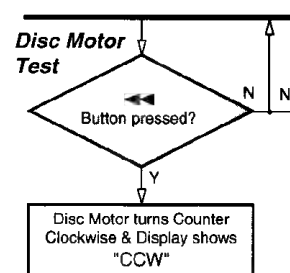 Disc Motor
Test
◀◀
Button pressed?
N
N
Y
Disc Motor turns Counter
Clockwise & Display shows
"CCW"